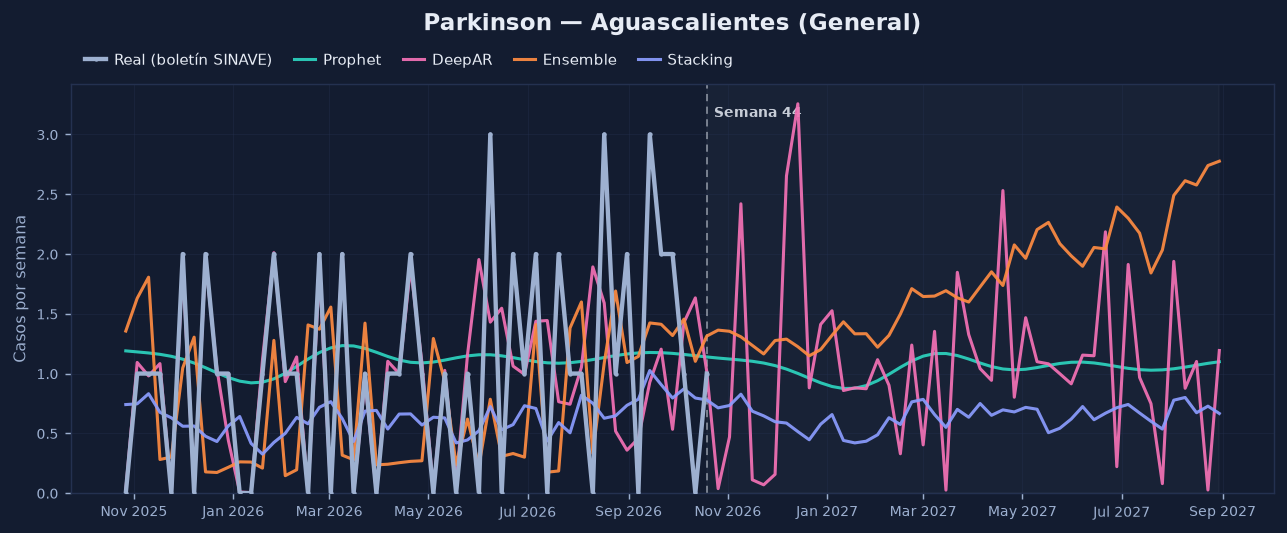 Parkinson — Aguascalientes (General)
Real (boletín SINAVE) Prophet DeepAR Ensemble Stacking
Semana 44
Casos por semana
3.0
2.5
2.0
1.5
1.0
0.5
0.0
Nov 2025 Jan 2026 Mar 2026 May 2026 Jul 2026 Sep 2026 Nov 2026 Jan 2027 Mar 2027 May 2027 Jul 2027 Sep 2027